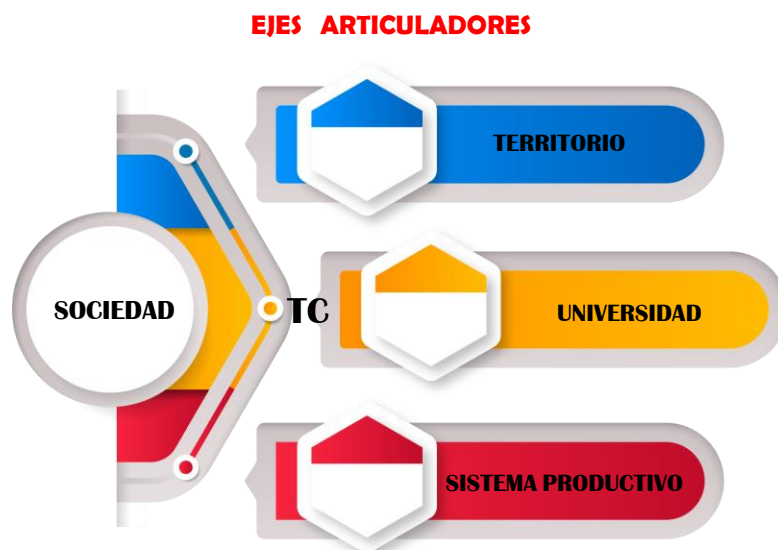 EJES ARTICULADORES
TERRITORIO
SOCIEDAD
TC
UNIVERSIDAD
SISTEMA PRODUCTIVO